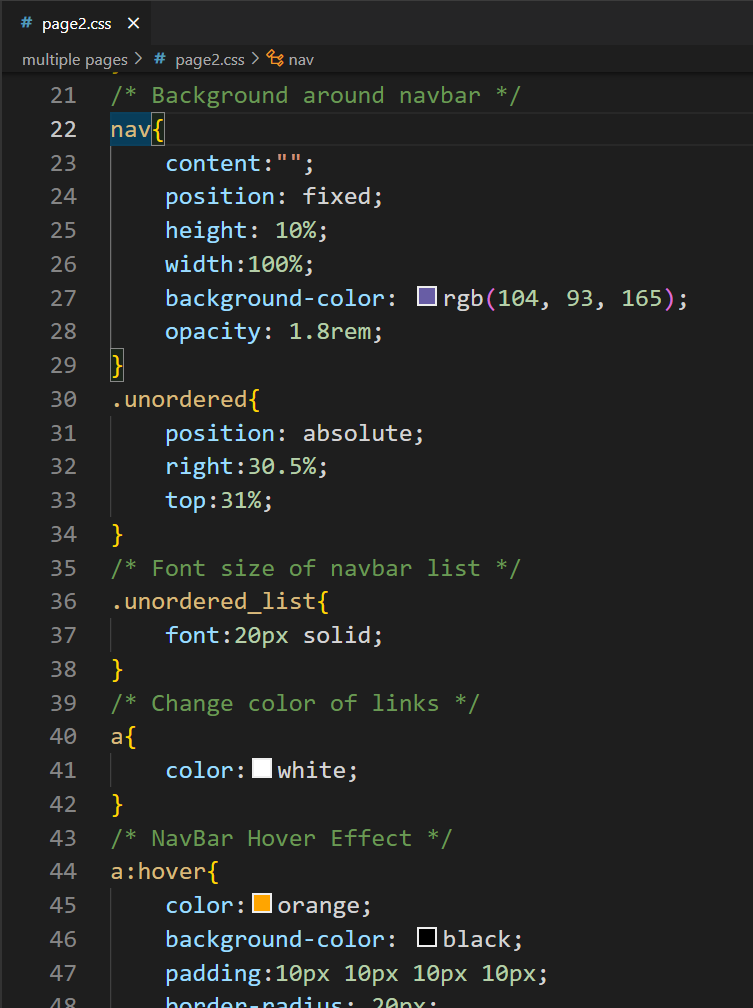 # page2.css ×
multiple pages > # page2.css > nav
21 /* Background around navbar */
22 nav{
23 content:"";
24 position: fixed;
25 height: 10%;
26 width:100%;
27 background-color: rgb(104, 93, 165);
28 opacity: 1.8rem;
29 }
30 .unordered{
31 position: absolute;
32 right:30.5%;
33 top:31%;
34 }
35 /* Font size of navbar list */
36 .unordered_list{
37 font:20px solid;
38 }
39 /* Change color of links */
40 a{
41 color:white;
42 }
43 /* NavBar Hover Effect */
44 a:hover{
45 color:orange;
46 background-color: black;
47 padding:10px 10px 10px 10px;
48 border-radius: 20px;